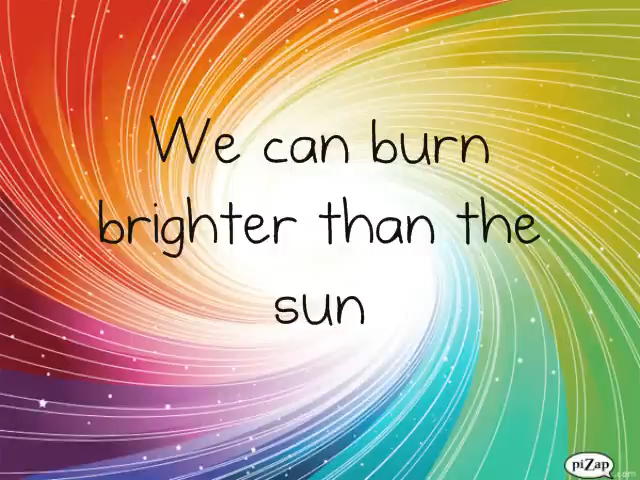 We can burn
brighter than the
sun
piZap
.com